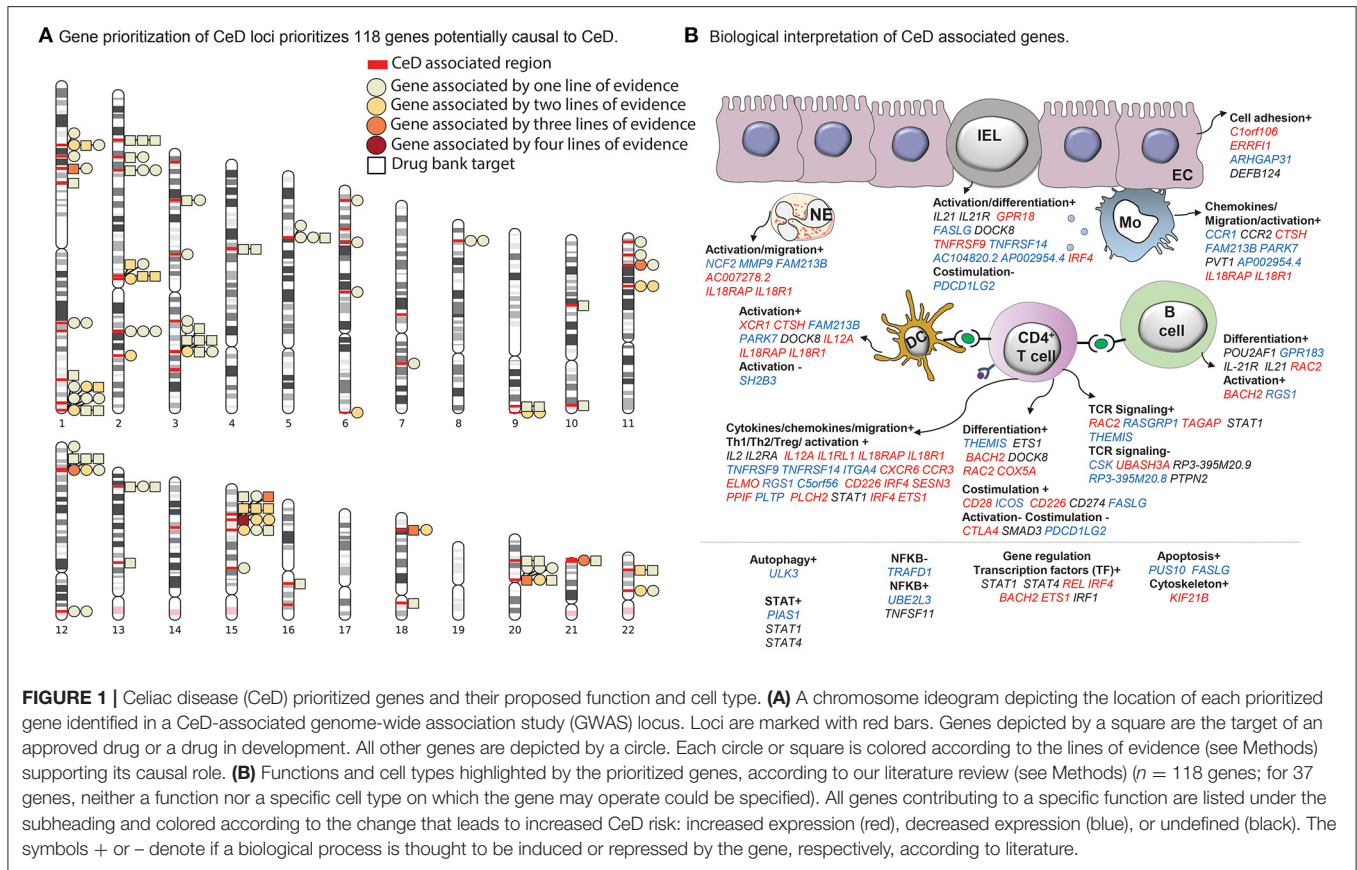 A Gene prioritization of CeD loci prioritizes 118 genes potentially causal to CeD.
CeD associated region
Gene associated by one line of evidence
Gene associated by two lines of evidence
Gene associated by three lines of evidence
Gene associated by four lines of evidence
Drug bank target
1 2 3 4 5 6 7 8 9 10 11
12 13 14 15 16 17 18 19 20 21 22
B Biological interpretation of CeD associated genes.
IEL
EC
Cell adhesion+
C1orf106
ERRFI1
ARHGAP31
DEFB124
NE
Activation/migration+
NCF2 MMP9 FAM213B
AC007278.2
IL18RAP IL18R1
Activation/differentiation+
IL21 IL21R GPR18
FASLG DOCK8
TNFRSF9 TNFRSF14
AC104820.2 AP002954.4 IRF4
Costimulation-
PDCD1LG2
Mo
Chemokines/
Migration/activation+
CCR1 CCR2 CTSH
FAM213B PARK7
PVT1 AP002954.4
IL18RAP IL18R1
Activation+
XCR1 CTSH FAM213B
PARK7 DOCK8 IL12A
IL18RAP IL18R1
Activation -
SH2B3
DC
CD4+
T cell
B
cell
Differentiation+
POU2AF1 GPR183
IL-21R IL21 RAC2
Activation+
BACH2 RGS1
Cytokines/chemokines/migration+
Th1/Th2/Treg/ activation +
IL2 IL2RA IL12A IL1RL1 IL18RAP IL18R1
TNFRSF9 TNFRSF14 ITGA4 CXCR6 CCR3
ELMO RGS1 C5orf56 CD226 IRF4 SESN3
PPIF PLTP PLCH2 STAT1 IRF4 ETS1
Differentiation+
THEMIS ETS1
BACH2 DOCK8
RAC2 COX5A
Costimulation +
CD28 ICOS CD226 CD274 FASLG
Activation- Costimulation -
CTLA4 SMAD3 PDCD1LG2
TCR Signaling+
RAC2 RASGRP1 TAGAP STAT1
THEMIS
TCR signaling-
CSK UBASH3A RP3-395M20.9
RP3-395M20.8 PTPN2
Autophagy+
ULK3
STAT+
PIAS1
STAT1
STAT4
NFKB-
TRAFD1
NFKB+
UBE2L3
TNFSF11
Gene regulation
Transcription factors (TF)+
STAT1 STAT4 REL IRF4
BACH2 ETS1 IRF1
Apoptosis+
PUS10 FASLG
Cytoskeleton+
KIF21B
FIGURE 1 | Celiac disease (CeD) prioritized genes and their proposed function and cell type. (A) A chromosome ideogram depicting the location of each prioritized
gene identified in a CeD-associated genome-wide association study (GWAS) locus. Loci are marked with red bars. Genes depicted by a square are the target of an
approved drug or a drug in development. All other genes are depicted by a circle. Each circle or square is colored according to the lines of evidence (see Methods)
supporting its causal role. (B) Functions and cell types highlighted by the prioritized genes, according to our literature review (see Methods) (n = 118 genes; for 37
genes, neither a function nor a specific cell type on which the gene may operate could be specified). All genes contributing to a specific function are listed under the
subheading and colored according to the change that leads to increased CeD risk: increased expression (red), decreased expression (blue), or undefined (black). The
symbols + or – denote if a biological process is thought to be induced or repressed by the gene, respectively, according to literature.